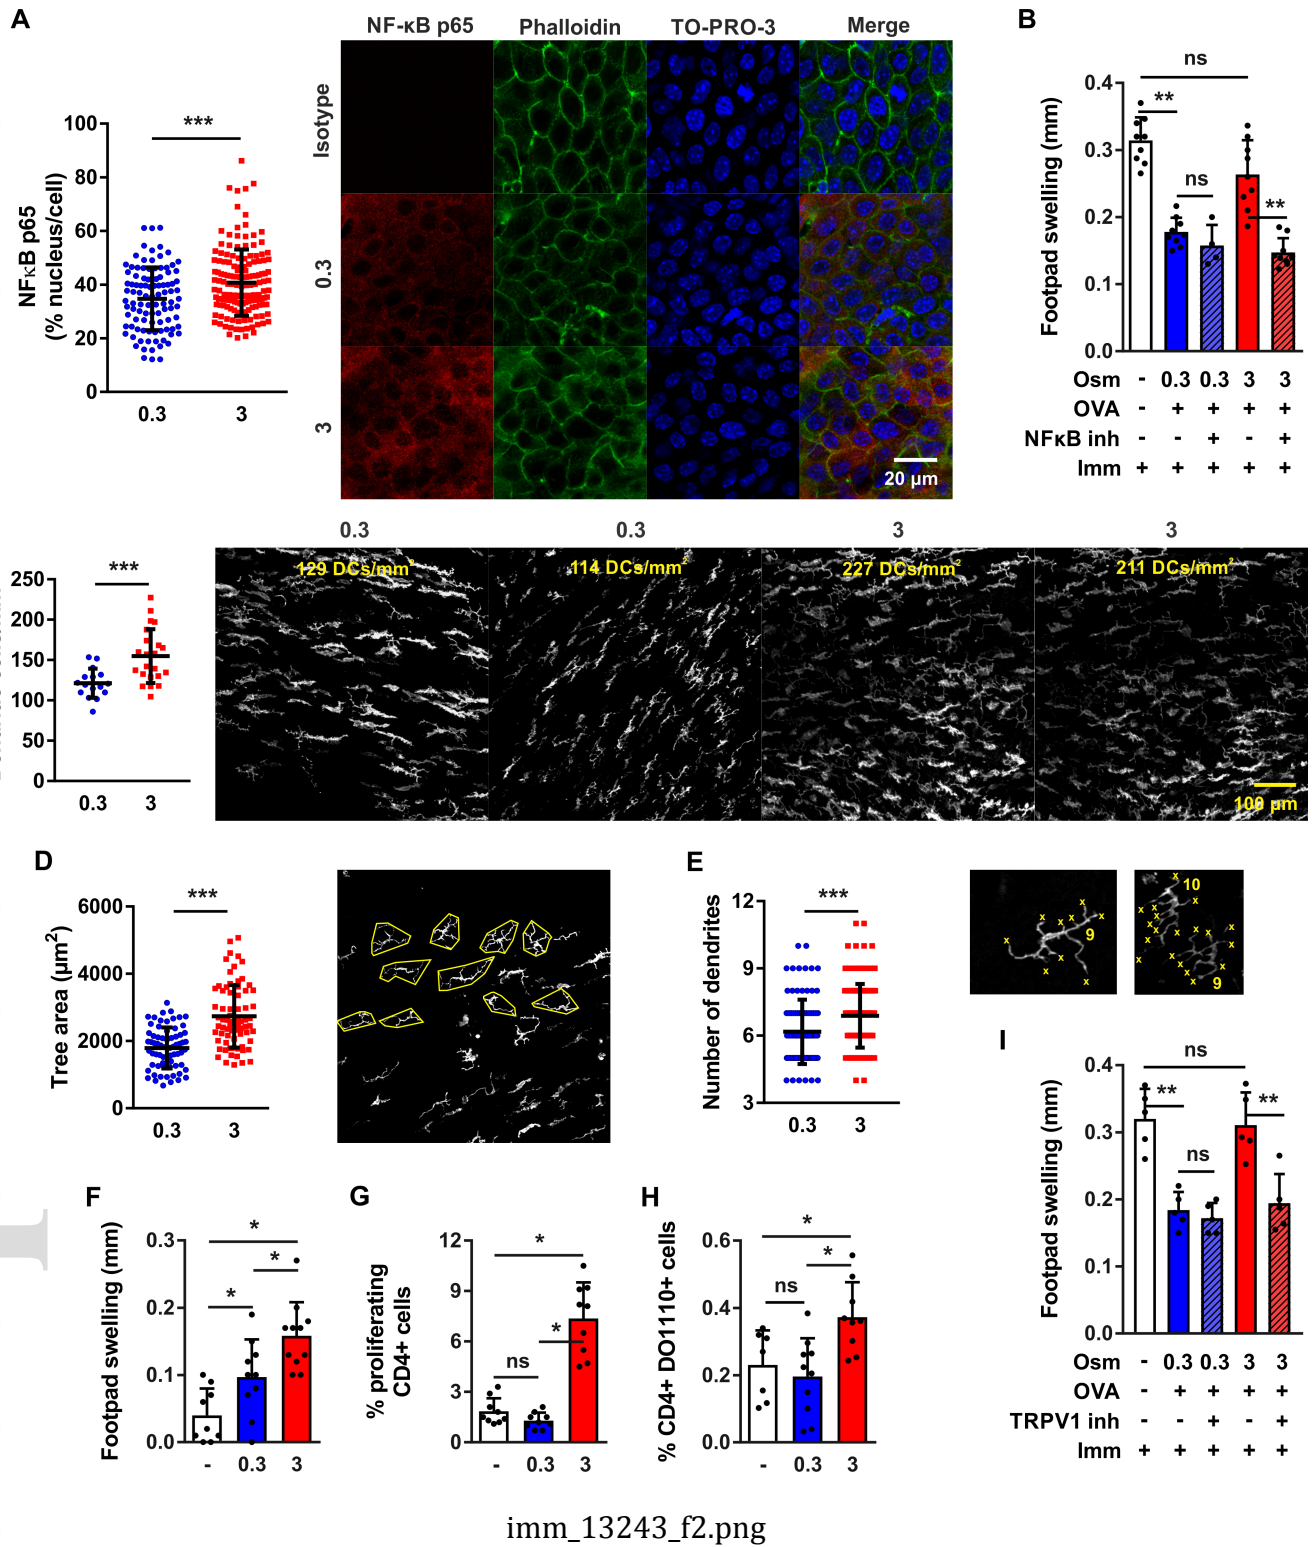 A
NF-κB p65 Phalloidin TO-PRO-3 Merge
Isotype
0.3
3
20 µm
NFκB p65
(% nucleus/cell)
100
80
60
40
20
0
***
0.3 3
B
Footpad swelling (mm)
0.4
0.3
0.2
0.1
0.0
ns
**
ns
**
Osm - 0.3 0.3 3 3
OVA - + + + +
NFκB inh - - + - +
Imm + + + + +
250
200
150
100
50
0
***
0.3 3
0.3 0.3 3 3
129 DCs/mm²
114 DCs/mm²
227 DCs/mm²
211 DCs/mm²
100 µm
D
Tree area (µm²)
6000
4000
2000
0
***
0.3 3
E
Number of dendrites
12
9
6
3
***
0.3 3
9
10
9
F
Footpad swelling (mm)
0.3
0.2
0.1
0.0
*
*
*
- 0.3 3
G
% proliferating
CD4+ cells
12
9
6
3
0
*
*
ns
- 0.3 3
H
% CD4+ DO1110+ cells
0.6
0.4
0.2
0.0
*
*
ns
- 0.3 3
I
Footpad swelling (mm)
0.4
0.3
0.2
0.1
0.0
ns
**
**
ns
Osm - 0.3 0.3 3 3
OVA - + + + +
TRPV1 inh - - + - +
Imm + + + + +
imm_13243_f2.png